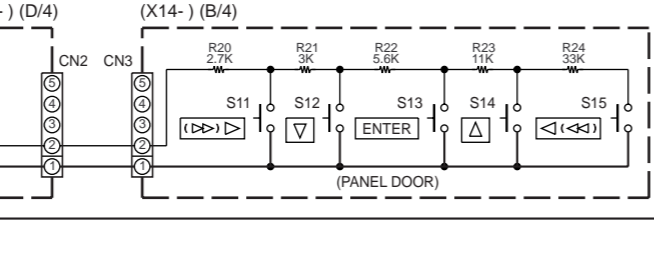 - ) (D/4)
(X14- ) (B/4)
CN2 CN3
R20 R21 R22 R23 R24
2.7K 3K 5.6K 11K 33K
5 5
4 4
3 3
2 2
1 1
S11 S12 S13 S14 S15
ENTER
(PANEL DOOR)